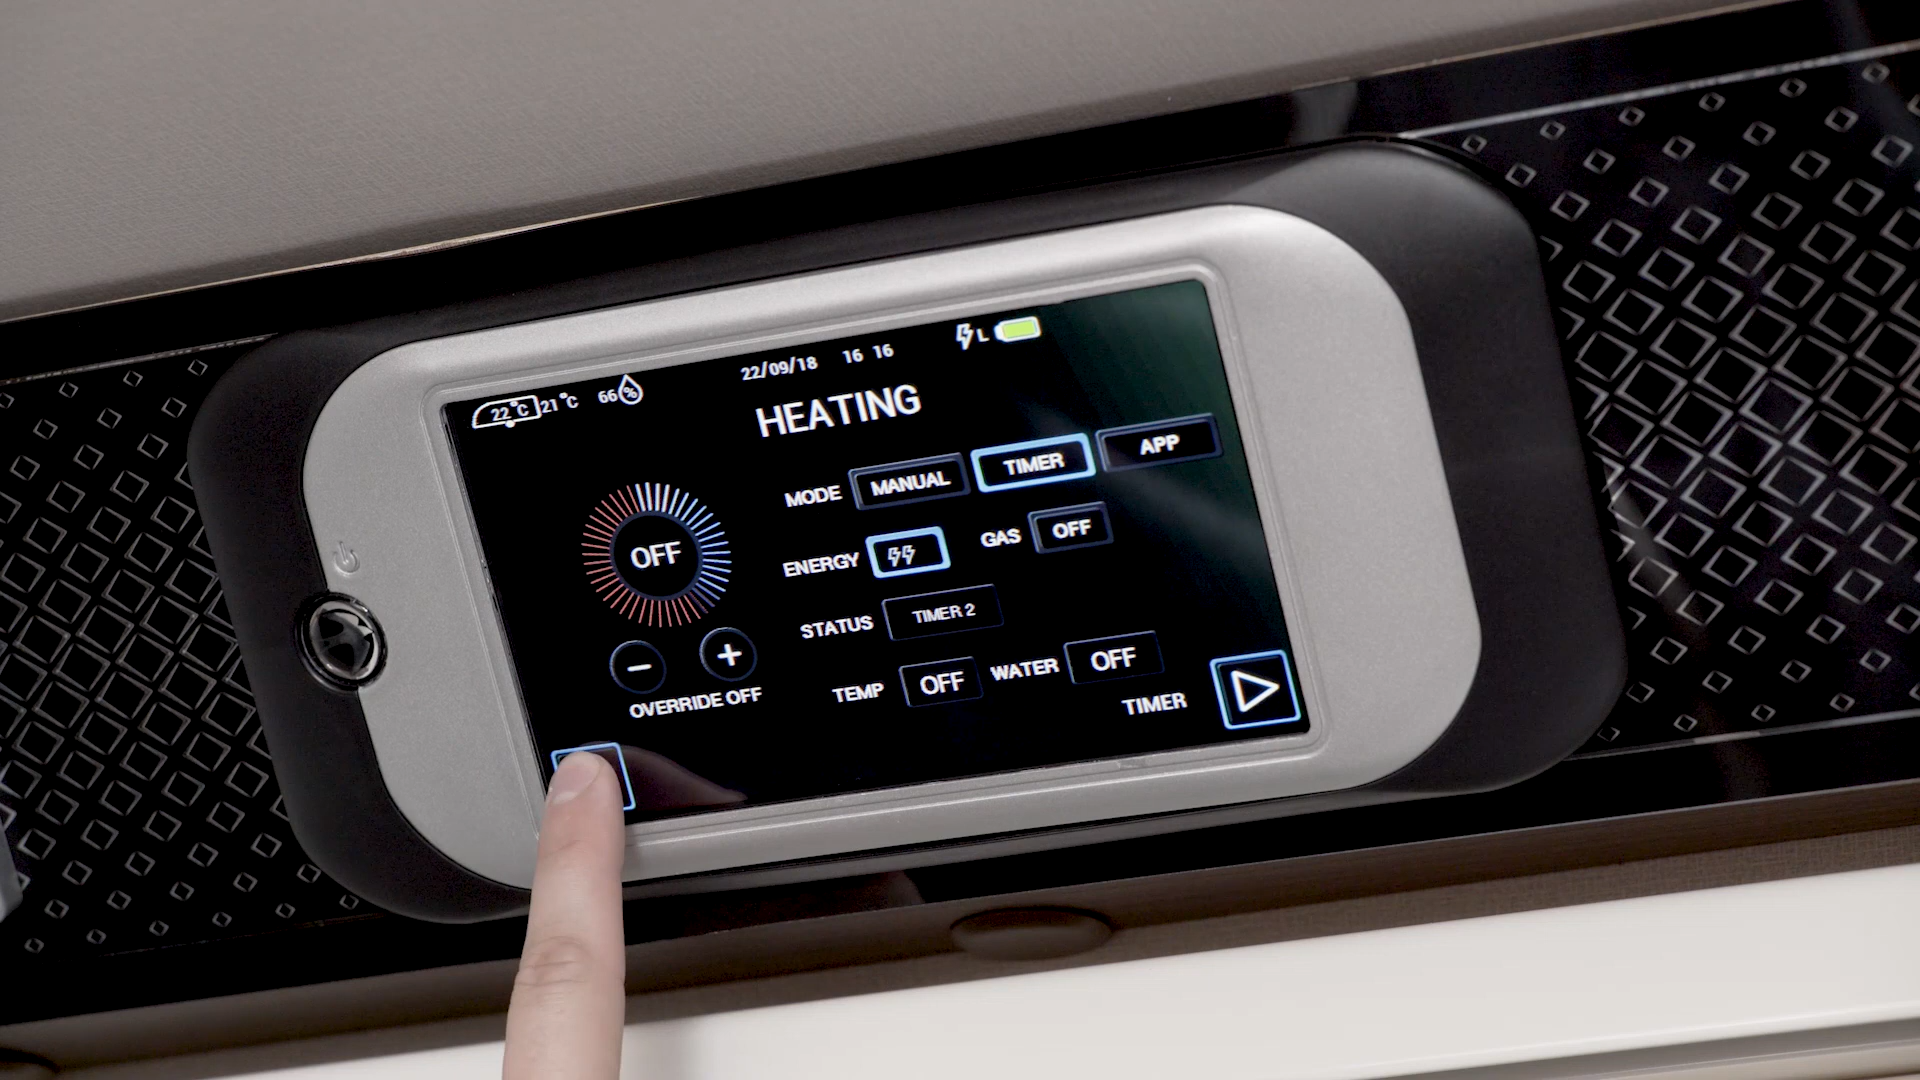 22°C 21°C 66% 22/09/18 16 16 L
HEATING
MODE MANUAL TIMER APP
OFF
ENERGY GAS OFF
STATUS TIMER 2
- +
OVERRIDE OFF
TEMP OFF WATER OFF
TIMER